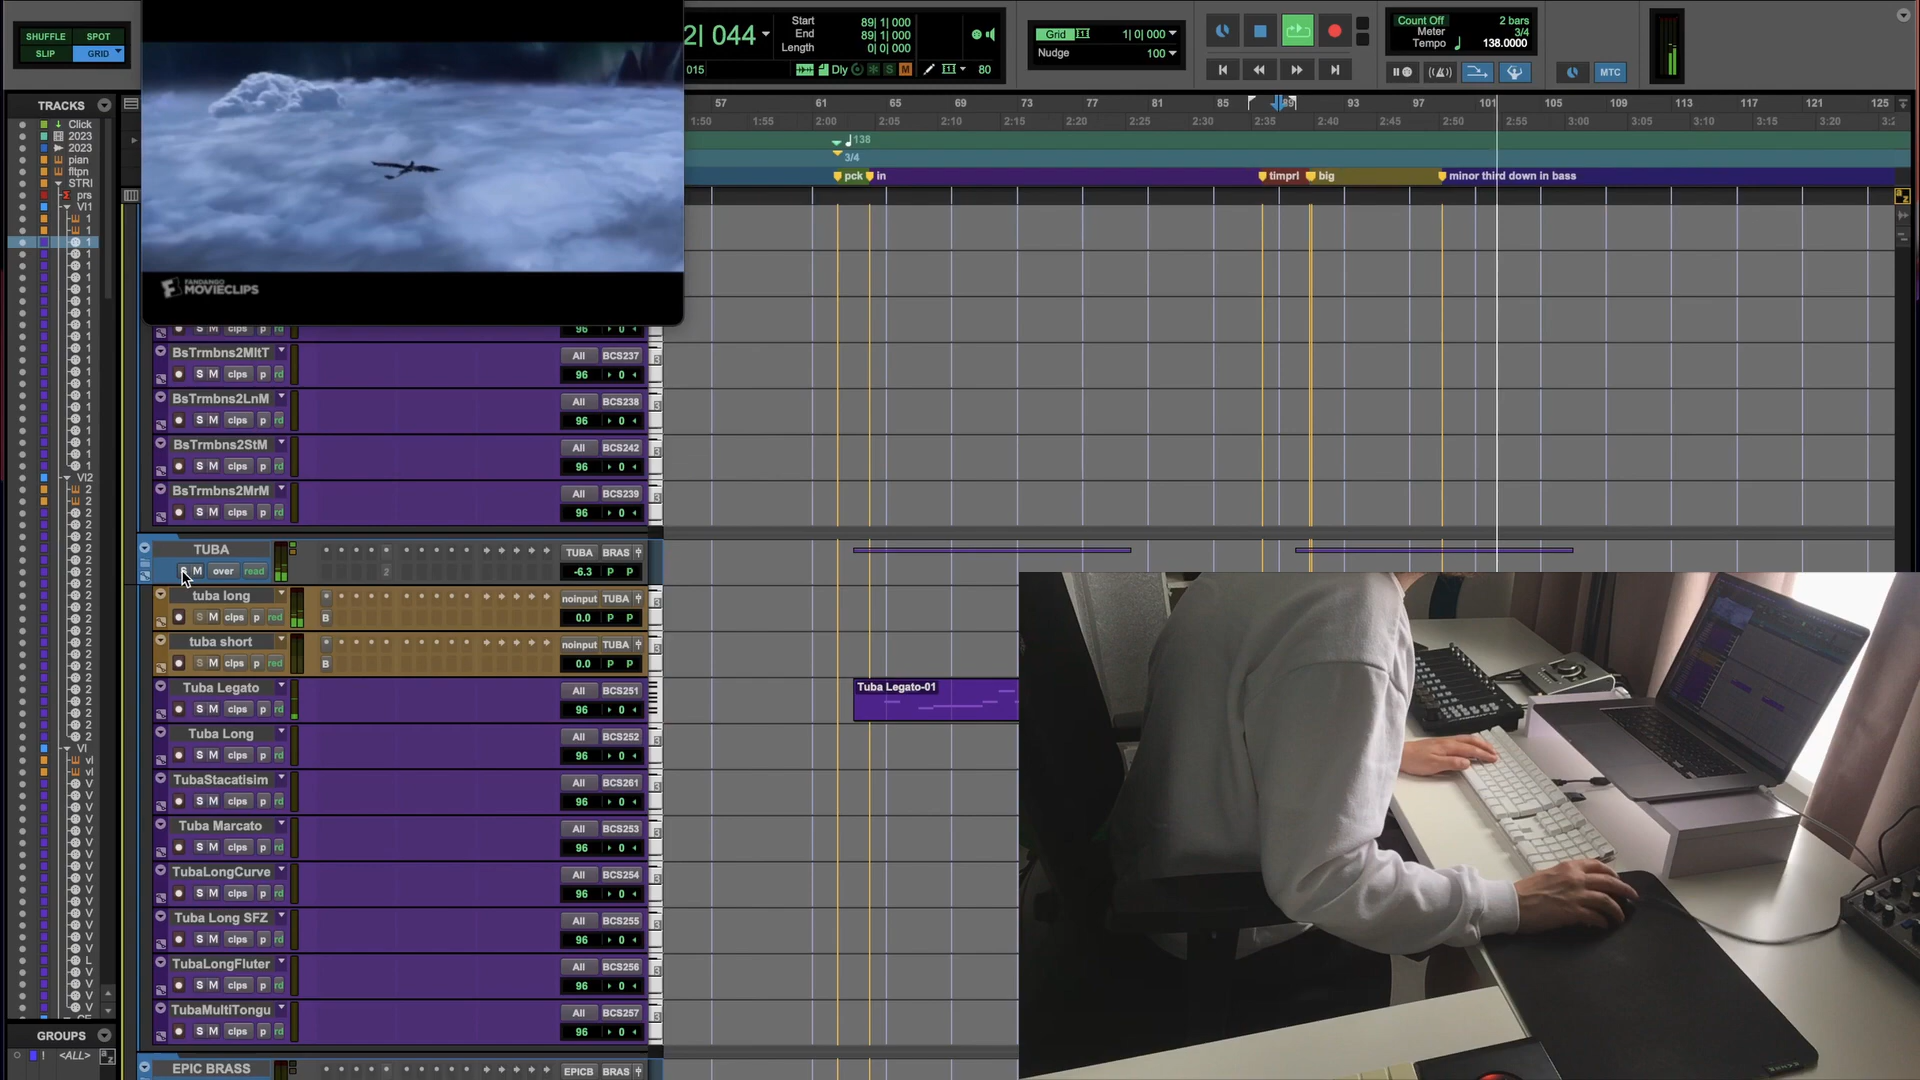 SHUFFLE SPOT
SLIP GRID
2| 044
015
Start 89| 1| 000
End 89| 1| 000
Length 0| 0| 000
Dly S M 80
Grid 1| 0| 000
Nudge 100
Count Off 2 bars
Meter 3/4
Tempo 138.0000
MTC
TRACKS
57 61 65 69 73 77 81 85 89 93 97 101 105 109 113 117 121 125
1:50 1:55 2:00 2:05 2:10 2:15 2:20 2:25 2:35 2:40 2:45 2:50 2:55 3:00 3:05 3:10 3:15 3:20
138
3/4
pck in timprl big minor third down in bass
Click
2023
2023
pian
fltpn
STRI
prs
VI1
VI2
VI
FANDANGO
MOVIECLIPS
S M clps p rd 96 0
BsTrmbns2MltT All BCS237
S M clps p rd 96 0
BsTrmbns2LnM All BCS238
S M clps p rd 96 0
BsTrmbns2StM All BCS242
S M clps p rd 96 0
BsTrmbns2MrM All BCS239
S M clps p rd 96 0
TUBA TUBA BRAS
S M over read 2 -6.3 P P
tuba long noinput TUBA
S M clps p red B 0.0 P P
tuba short noinput TUBA
S M clps p red B 0.0 P P
Tuba Legato All BCS251
S M clps p rd 96 0
Tuba Legato-01
Tuba Long All BCS252
S M clps p rd 96 0
TubaStacatisim All BCS261
S M clps p rd 96 0
Tuba Marcato All BCS253
S M clps p rd 96 0
TubaLongCurve All BCS254
S M clps p rd 96 0
Tuba Long SFZ All BCS255
S M clps p rd 96 0
TubaLongFluter All BCS256
S M clps p rd 96 0
TubaMultiTongu All BCS257
S M clps p rd 96 0
EPIC BRASS EPICB BRAS
GROUPS
! <ALL>